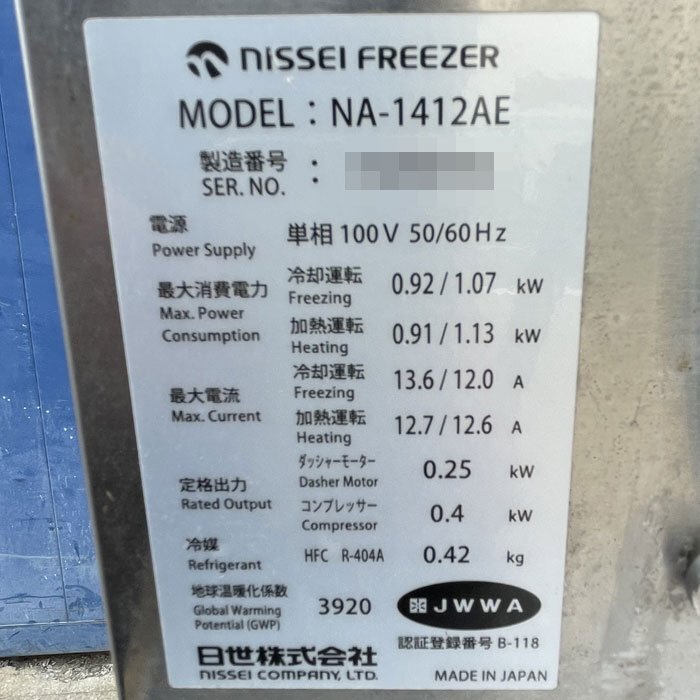 NISSEI FREEZER
MODEL : NA-1412AE
製造番号 :
SER. NO. :
電源 単相 100V 50/60Hz
Power Supply
最大消費電力 冷却運転 0.92 / 1.07 kW
Max. Power Freezing
Consumption 加熱運転 0.91 / 1.13 kW
Heating
最大電流 冷却運転 13.6 / 12.0 A
Max. Current Freezing
加熱運転 12.7 / 12.6 A
Heating
定格出力 ダッシャーモーター 0.25 kW
Rated Output Dasher Motor
コンプレッサー 0.4 kW
Compressor
冷媒 HFC R-404A 0.42 kg
Refrigerant
地球温暖化係数 3920 JWWA
Global Warming
Potential (GWP)
認証登録番号 B-118
日世株式会社
NISSEI COMPANY, LTD. MADE IN JAPAN